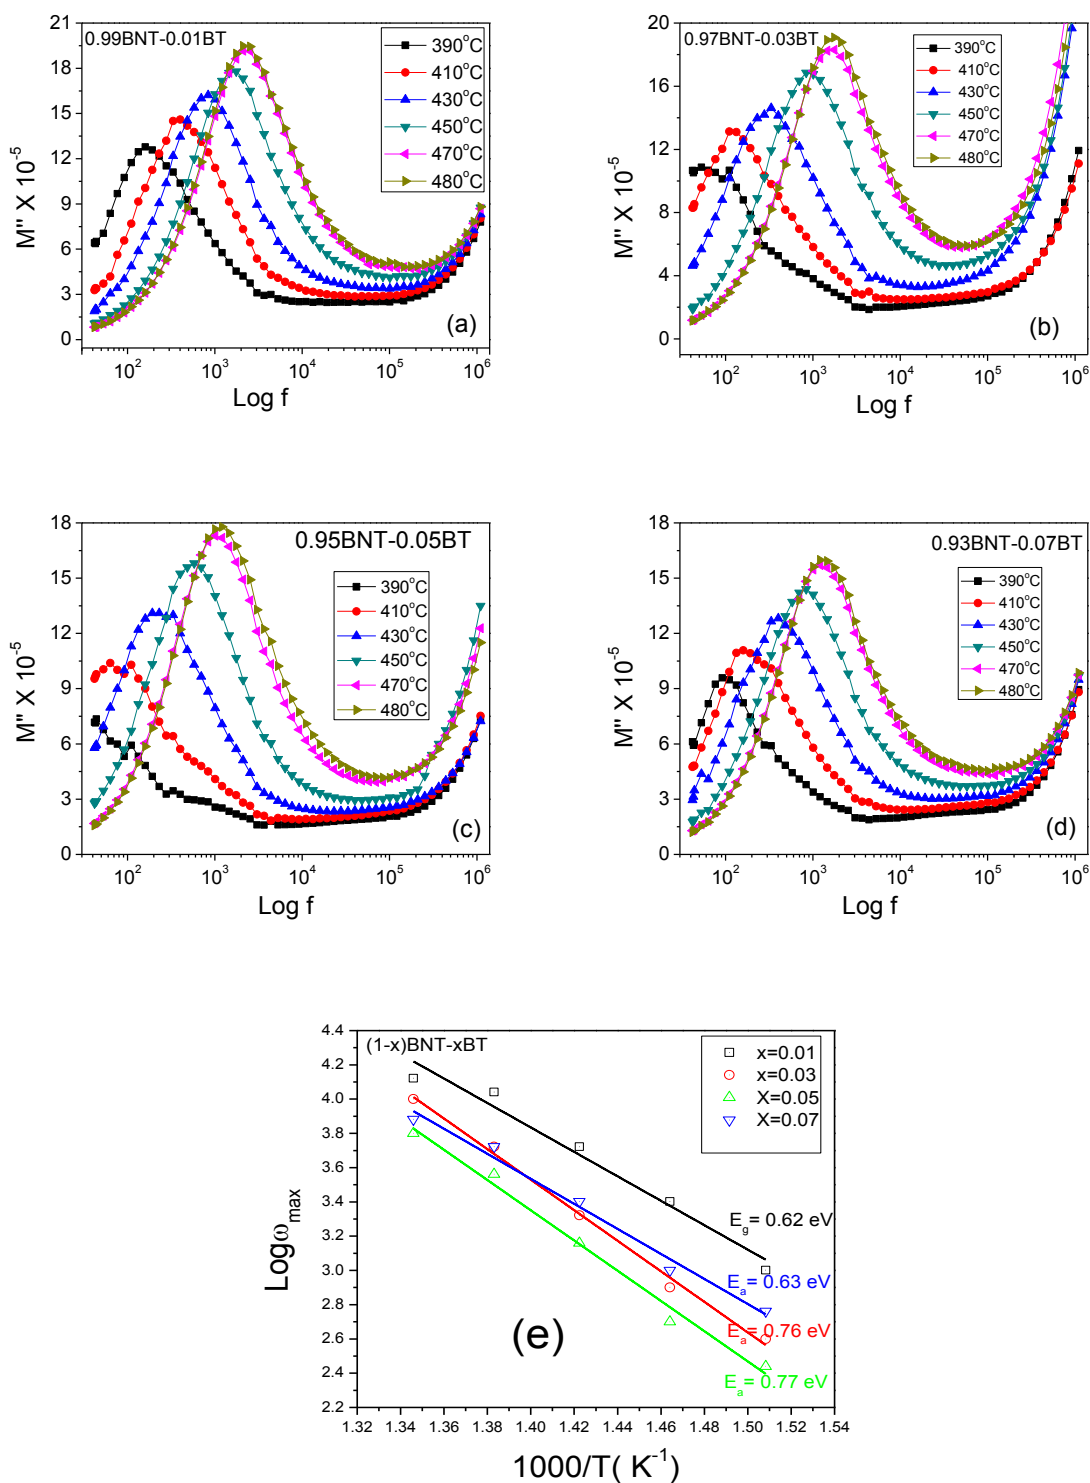 0.99BNT-0.01BT
390°C
410°C
430°C
450°C
470°C
480°C
21
18
15
12
9
6
3
0
M'' X 10^-5
(a)
10^2 10^3 10^4 10^5 10^6
Log f
0.97BNT-0.03BT
390°C
410°C
430°C
450°C
470°C
480°C
20
16
12
8
4
0
M'' X 10^-5
(b)
10^2 10^3 10^4 10^5 10^6
Log f
0.95BNT-0.05BT
390°C
410°C
430°C
450°C
470°C
480°C
18
15
12
9
6
3
0
M'' X 10^-5
(c)
10^2 10^3 10^4 10^5 10^6
Log f
0.93BNT-0.07BT
390°C
410°C
430°C
450°C
470°C
480°C
18
15
12
9
6
3
0
M'' X 10^-5
(d)
10^2 10^3 10^4 10^5 10^6
Log f
(1-x)BNT-xBT
x=0.01
x=0.03
X=0.05
X=0.07
4.4
4.2
4.0
3.8
3.6
3.4
3.2
3.0
2.8
2.6
2.4
2.2
Logω_max
E_g = 0.62 eV
E_a = 0.63 eV
E_a = 0.76 eV
E_a = 0.77 eV
(e)
1.32 1.34 1.36 1.38 1.40 1.42 1.44 1.46 1.48 1.50 1.52 1.54
1000/T( K^-1)